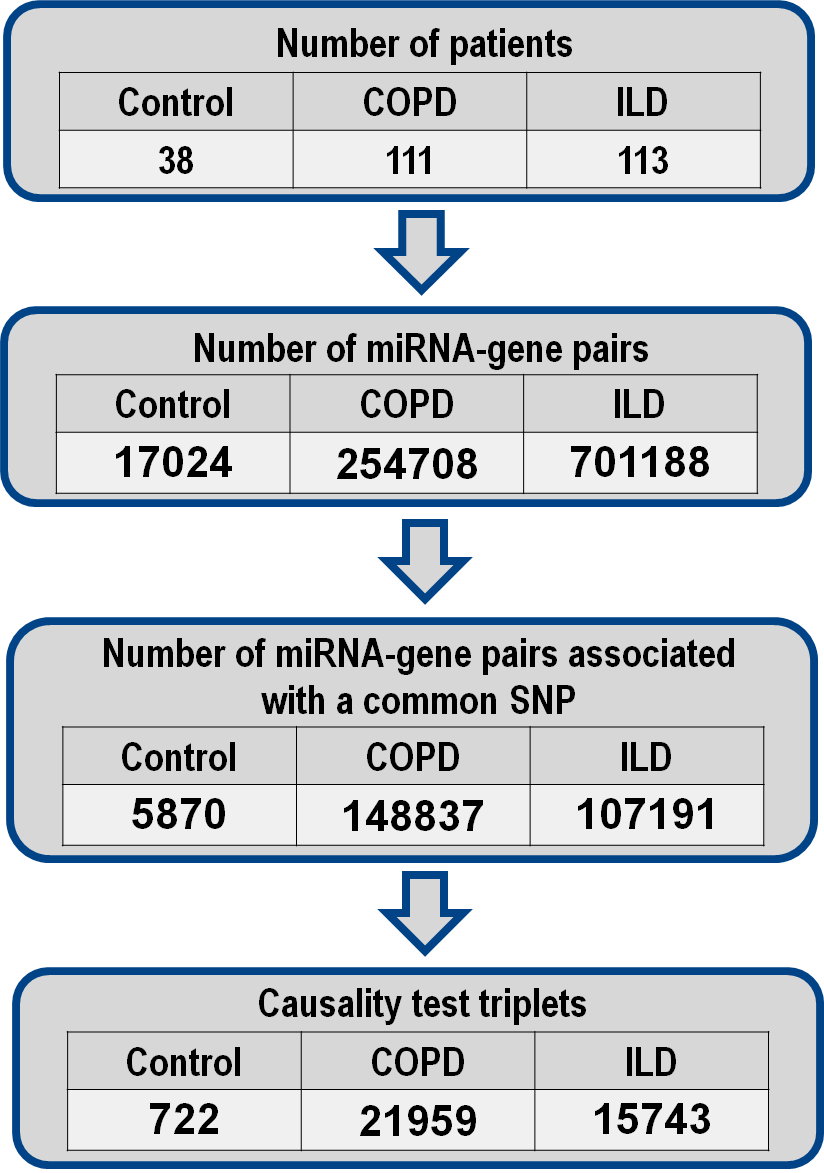 Number of patients
Control COPD ILD
38 111 113
Number of miRNA-gene pairs
Control COPD ILD
17024 254708 701188
Number of miRNA-gene pairs associated
with a common SNP
Control COPD ILD
5870 148837 107191
Causality test triplets
Control COPD ILD
722 21959 15743